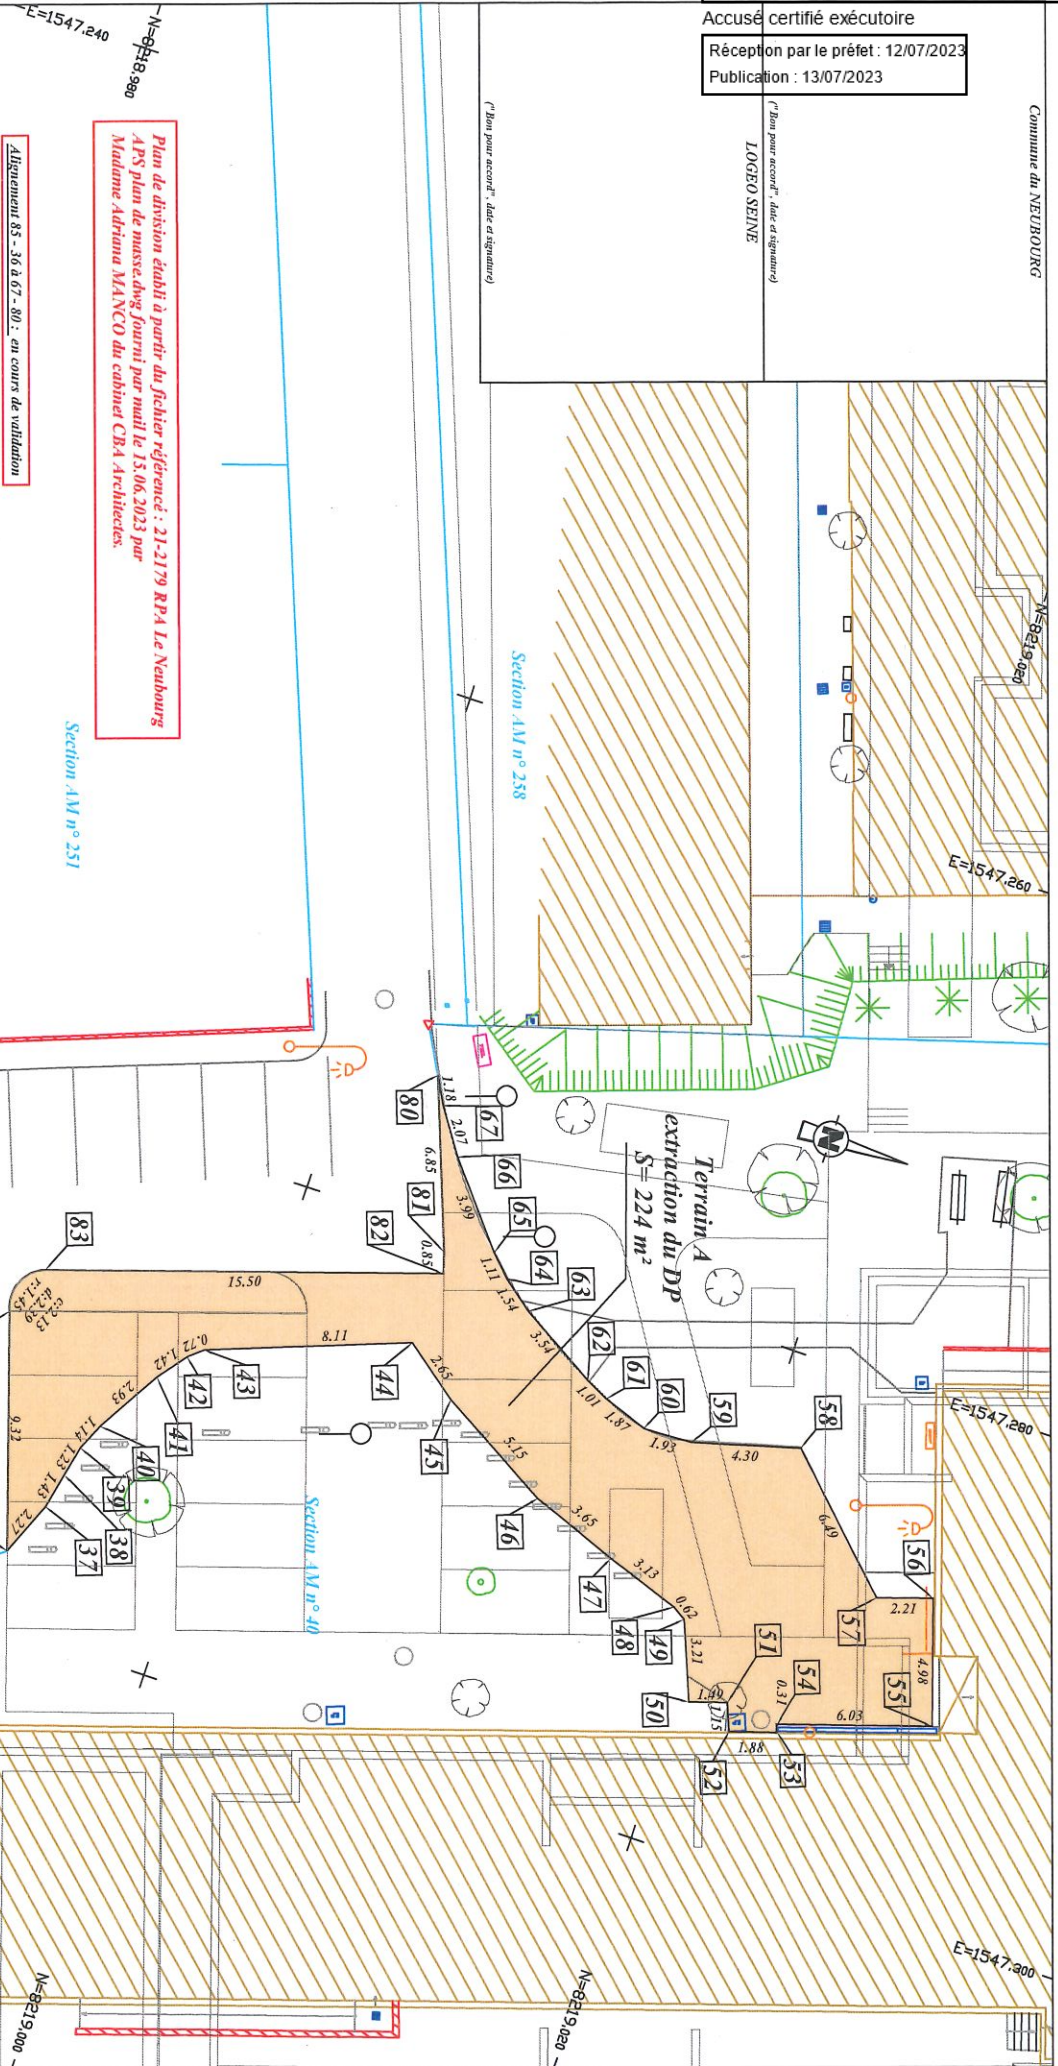 Accusé certifié exécutoire
Réception par le préfet : 12/07/2023
Publication : 13/07/2023
Commune du NEUBOURG
("Bon pour accord", date et signature)
LOGEO SEINE
("Bon pour accord", date et signature)
E=1547.240
N=8218.980
Plan de division établi à partir du fichier référencé : 21-2179 RPA Le Neubourg
APS plan de masse.dwg fourni par mail le 15.06.2023 par
Madame Adriana MANCO du cabinet CBA Architectes.
Alignement 85 - 36 à 67 - 80 : en cours de validation
Section AM n° 251
Section AM n° 258
N=8219.020
E=1547.260
N
Terrain A
extraction du DP
S= 224 m²
80
1.18
67
2.07
66
6.85
3.99
81
65
0.85
82
1.11
64
1.54
63
83
15.50
3.54
62
c:2.13
d:2.39
r:1.45
8.11
44
1.01
61
1.87
60
1.93
59
4.30
58
E=1547.280
0.72
43
1.42
42
2.93
41
2.65
45
5.15
46
3.65
9.32
1.14
40
1.23
39
1.43
38
2.27
37
Section AM n° 40
6.49
56
2.21
57
3.13
47
0.62
48
49
3.21
50
1.49
51
1.15
52
1.88
53
0.31
54
6.03
55
4.98
E=1547.300
N=8219.000
N=8219.020